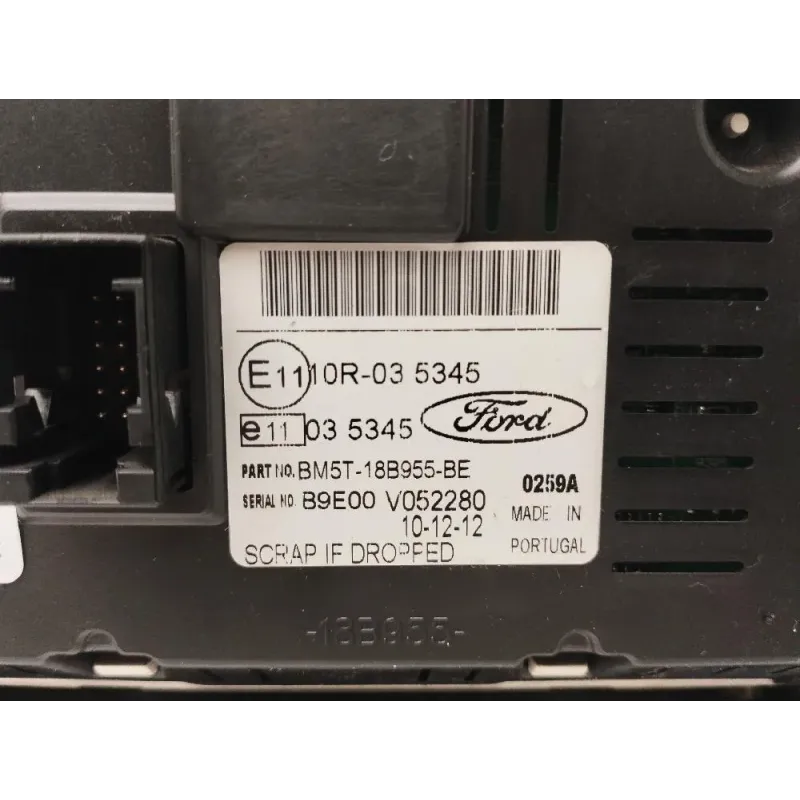 E11 10R-03 5345
e11 03 5345 Ford
PART NO. BM5T-18B955-BE 0259A
SERIAL NO. B9E00 V052280 MADE IN
10-12-12 PORTUGAL
SCRAP IF DROPPED
-18B955-